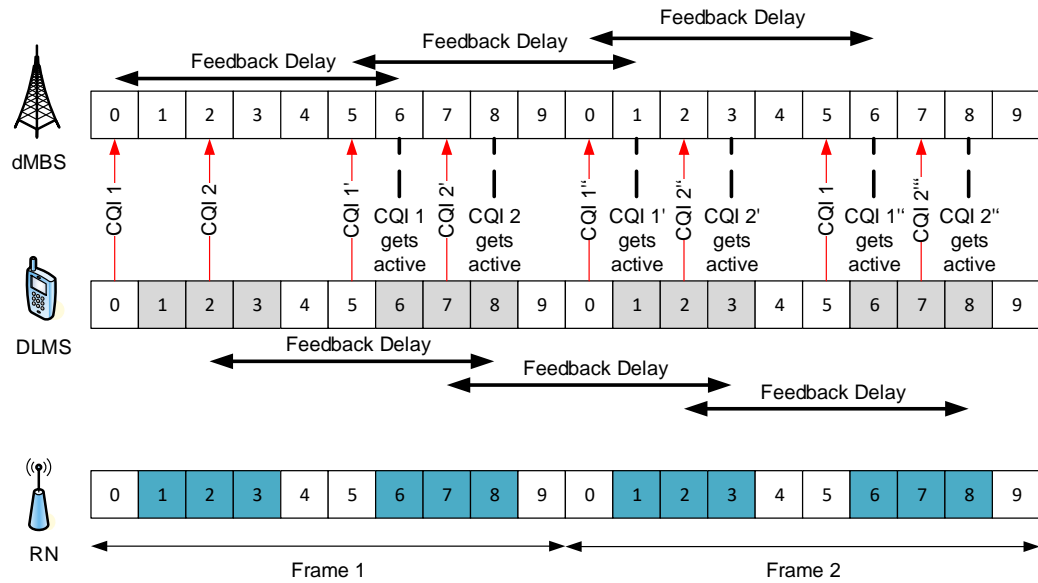 Feedback Delay
Feedback Delay
Feedback Delay
0 1 2 3 4 5 6 7 8 9 0 1 2 3 4 5 6 7 8 9
dMBS
CQI 1
CQI 2
CQI 1'
CQI 2'
CQI 1“
CQI 2“
CQI 1
CQI 2“'
CQI 1 gets active
CQI 2 gets active
CQI 1' gets active
CQI 2' gets active
CQI 1“ gets active
CQI 2“ gets active
0 1 2 3 4 5 6 7 8 9 0 1 2 3 4 5 6 7 8 9
DLMS
Feedback Delay
Feedback Delay
Feedback Delay
0 1 2 3 4 5 6 7 8 9 0 1 2 3 4 5 6 7 8 9
RN
Frame 1
Frame 2